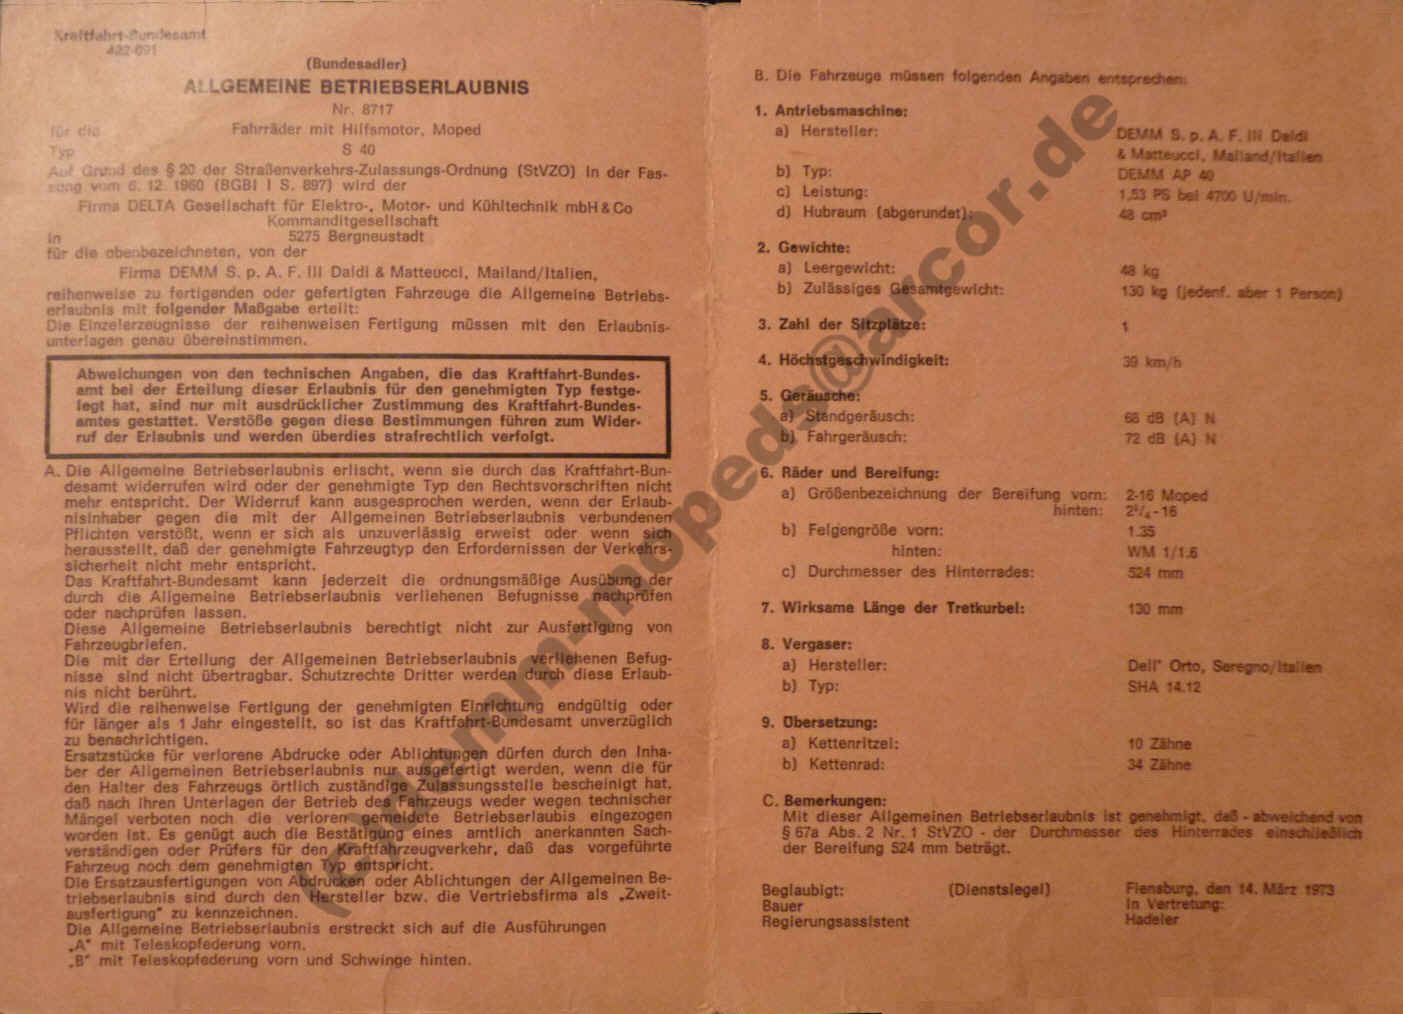 Kraftfahrt-Bundesamt
422-691
(Bundesadler)
ALLGEMEINE BETRIEBSERLAUBNIS
Nr. 8717
für die Fahrräder mit Hilfsmotor, Moped
Typ S 40
Auf Grund des § 20 der Straßenverkehrs-Zulassungs-Ordnung (StVZO) in der Fas-
sung vom 6. 12. 1960 (BGBl I S. 897) wird der
Firma DELTA Gesellschaft für Elektro-, Motor- und Kühltechnik mbH & Co
Kommanditgesellschaft
in 5275 Bergneustadt
für die obenbezeichneten, von der
Firma DEMM S. p. A. F. III Daldi & Matteucci, Mailand/Italien,
reihenweise zu fertigenden oder gefertigten Fahrzeuge die Allgemeine Betriebs-
erlaubnis mit folgender Maßgabe erteilt:
Die Einzelerzeugnisse der reihenweisen Fertigung müssen mit den Erlaubnis-
unterlagen genau übereinstimmen.
Abweichungen von den technischen Angaben, die das Kraftfahrt-Bundes-
amt bei der Erteilung dieser Erlaubnis für den genehmigten Typ festge-
legt hat, sind nur mit ausdrücklicher Zustimmung des Kraftfahrt-Bundes-
amtes gestattet. Verstöße gegen diese Bestimmungen führen zum Wider-
ruf der Erlaubnis und werden überdies strafrechtlich verfolgt.
A. Die Allgemeine Betriebserlaubnis erlischt, wenn sie durch das Kraftfahrt-Bun-
desamt widerrufen wird oder der genehmigte Typ den Rechtsvorschriften nicht
mehr entspricht. Der Widerruf kann ausgesprochen werden, wenn der Erlaub-
nisinhaber gegen die mit der Allgemeinen Betriebserlaubnis verbundenen
Pflichten verstößt, wenn er sich als unzuverlässig erweist oder wenn sich
herausstellt, daß der genehmigte Fahrzeugtyp den Erfordernissen der Verkehrs-
sicherheit nicht mehr entspricht.
Das Kraftfahrt-Bundesamt kann jederzeit die ordnungsmäßige Ausübung der
durch die Allgemeine Betriebserlaubnis verliehenen Befugnisse nachprüfen
oder nachprüfen lassen.
Diese Allgemeine Betriebserlaubnis berechtigt nicht zur Ausfertigung von
Fahrzeugbriefen.
Die mit der Erteilung der Allgemeinen Betriebserlaubnis verliehenen Befug-
nisse sind nicht übertragbar. Schutzrechte Dritter werden durch diese Erlaub-
nis nicht berührt.
Wird die reihenweise Fertigung der genehmigten Einrichtung endgültig oder
für länger als 1 Jahr eingestellt, so ist das Kraftfahrt-Bundesamt unverzüglich
zu benachrichtigen.
Ersatzstücke für verlorene Abdrucke oder Ablichtungen dürfen durch den Inha-
ber der Allgemeinen Betriebserlaubnis nur ausgefertigt werden, wenn die für
den Halter des Fahrzeugs örtlich zuständige Zulassungsstelle bescheinigt hat,
daß nach ihren Unterlagen der Betrieb des Fahrzeugs weder wegen technischer
Mängel verboten noch die verloren gemeldete Betriebserlaubis eingezogen
worden ist. Es genügt auch die Bestätigung eines amtlich anerkannten Sach-
verständigen oder Prüfers für den Kraftfahrzeugverkehr, daß das vorgeführte
Fahrzeug noch dem genehmigten Typ entspricht.
Die Ersatzausfertigungen von Abdrucken oder Ablichtungen der Allgemeinen Be-
triebserlaubnis sind durch den Hersteller bzw. die Vertriebsfirma als „Zweit-
ausfertigung" zu kennzeichnen.
Die Allgemeine Betriebserlaubnis erstreckt sich auf die Ausführungen
„A" mit Teleskopfederung vorn.
„B" mit Teleskopfederung vorn und Schwinge hinten.
B. Die Fahrzeuge müssen folgenden Angaben entsprechen:
1. Antriebsmaschine:
a) Hersteller: DEMM S. p. A. F. III Daldi
& Matteucci, Mailand/Italien
b) Typ: DEMM AP 40
c) Leistung: 1,53 PS bei 4700 U/min.
d) Hubraum (abgerundet): 48 cm³
2. Gewichte:
a) Leergewicht: 48 kg
b) Zulässiges Gesamtgewicht: 130 kg (jedenf. aber 1 Person)
3. Zahl der Sitzplätze: 1
4. Höchstgeschwindigkeit: 39 km/h
5. Geräusche:
a) Standgeräusch: 68 dB (A) N
b) Fahrgeräusch: 72 dB (A) N
6. Räder und Bereifung:
a) Größenbezeichnung der Bereifung vorn: 2-16 Moped
hinten: 2¹/₄-16
b) Felgengröße vorn: 1.35
hinten: WM 1/1.6
c) Durchmesser des Hinterrades: 524 mm
7. Wirksame Länge der Tretkurbel: 130 mm
8. Vergaser:
a) Hersteller: Dell' Orto, Seregno/Italien
b) Typ: SHA 14.12
9. Übersetzung:
a) Kettenritzel: 10 Zähne
b) Kettenrad: 34 Zähne
C. Bemerkungen:
Mit dieser Allgemeinen Betriebserlaubnis ist genehmigt, daß - abweichend von
§ 67a Abs. 2 Nr. 1 StVZO - der Durchmesser des Hinterrades einschließlich
der Bereifung 524 mm beträgt.
Beglaubigt: (Dienstsiegel) Flensburg, den 14. März 1973
Bauer In Vertretung:
Regierungsassistent Hadeler
(e)demm-mopeds@arcor.de